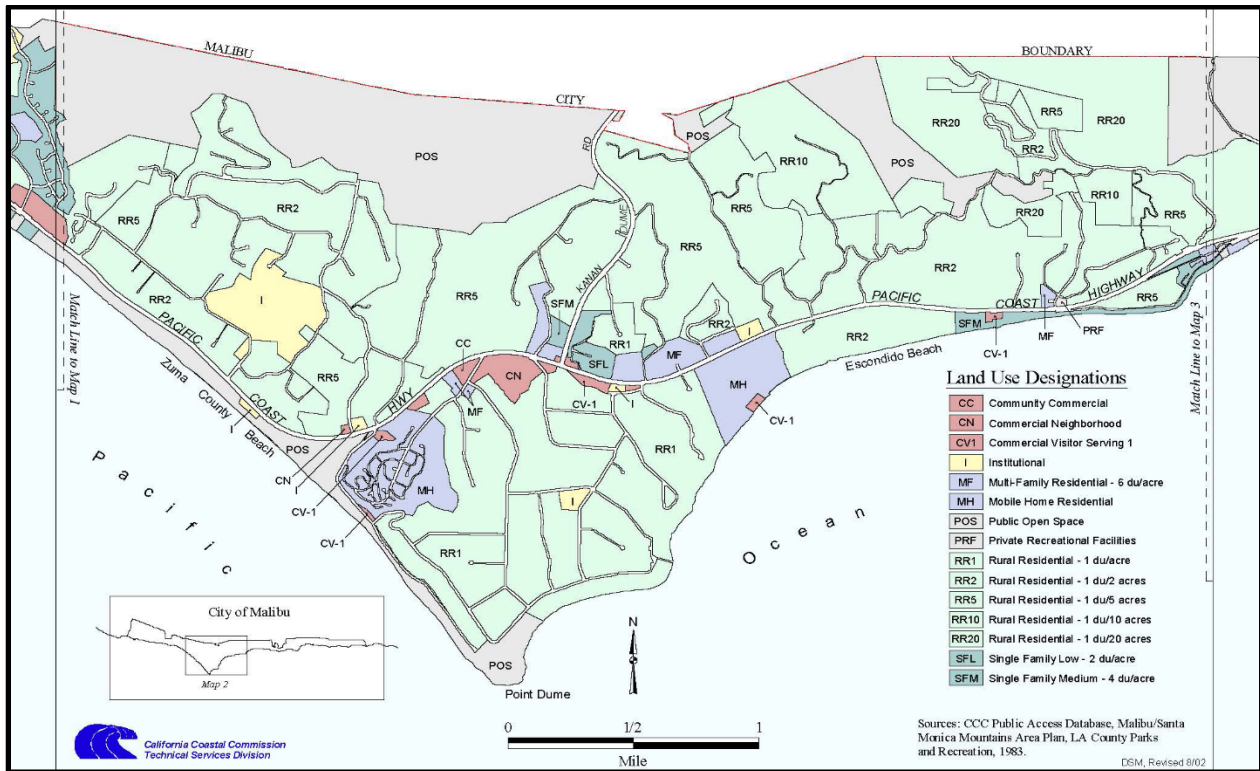 MALIBU
CITY
BOUNDARY
POS
POS
POS
RR20
RR5
RR20
RR2
RR10
RR10
RR20
RR5
RR2
RR5
RR5
RR2
RD
DUME
KANAN
RR5
RR5
RR2
I
RR2
PACIFIC
COAST
HWY
PACIFIC
COAST
HIGHWAY
RR5
Match Line to Map 1
Match Line to Map 3
Zuma
County
Beach
RR5
CC
CN
SFM
SFL
RR1
MF
RR2
I
RR2
SFM
Escondido Beach
CV-1
MF
PRF
MF
CV-1
I
MH
CV-1
POS
CN
I
CV-1
MH
CV-1
RR1
I
RR1
POS
Point Dume
Pacific
Ocean
Land Use Designations
CC Community Commercial
CN Commercial Neighborhood
CV1 Commercial Visitor Serving 1
I Institutional
MF Multi-Family Residential - 6 du/acre
MH Mobile Home Residential
POS Public Open Space
PRF Private Recreational Facilities
RR1 Rural Residential - 1 du/acre
RR2 Rural Residential - 1 du/2 acres
RR5 Rural Residential - 1 du/5 acres
RR10 Rural Residential - 1 du/10 acres
RR20 Rural Residential - 1 du/20 acres
SFL Single Family Low - 2 du/acre
SFM Single Family Medium - 4 du/acre
City of Malibu
Map 2
N
0 1/2 1
Mile
California Coastal Commission
Technical Services Division
Sources: CCC Public Access Database, Malibu/Santa
Monica Mountains Area Plan, LA County Parks
and Recreation, 1983.
DSM, Revised 8/02